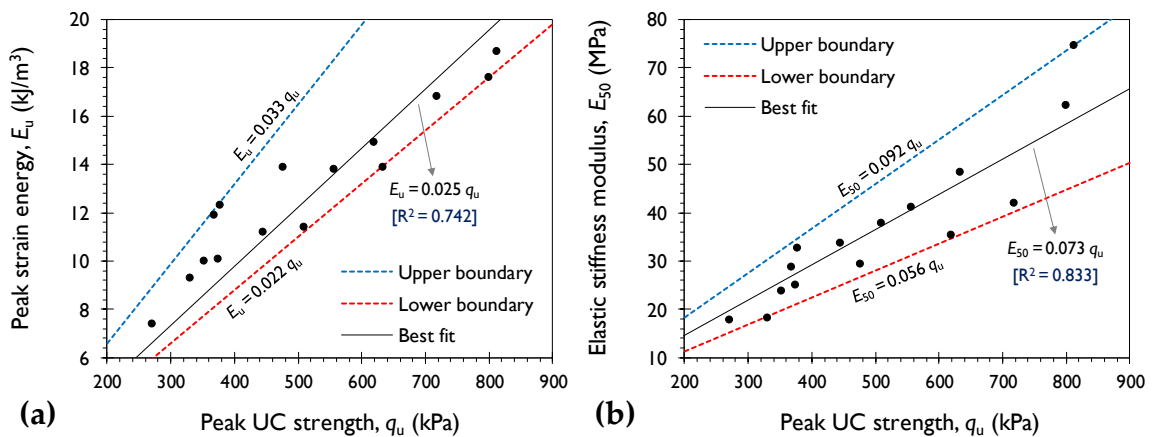 Peak strain energy, Eu (kJ/m3)
20
18
16
14
12
10
8
6
Eu = 0.033 qu
Eu = 0.025 qu
[R2 = 0.742]
Eu = 0.022 qu
Upper boundary
Lower boundary
Best fit
200 300 400 500 600 700 800 900
(a)
Peak UC strength, qu (kPa)
Elastic stiffness modulus, E50 (MPa)
80
70
60
50
40
30
20
10
Upper boundary
Lower boundary
Best fit
E50 = 0.092 qu
E50 = 0.073 qu
[R2 = 0.833]
E50 = 0.056 qu
200 300 400 500 600 700 800 900
(b)
Peak UC strength, qu (kPa)